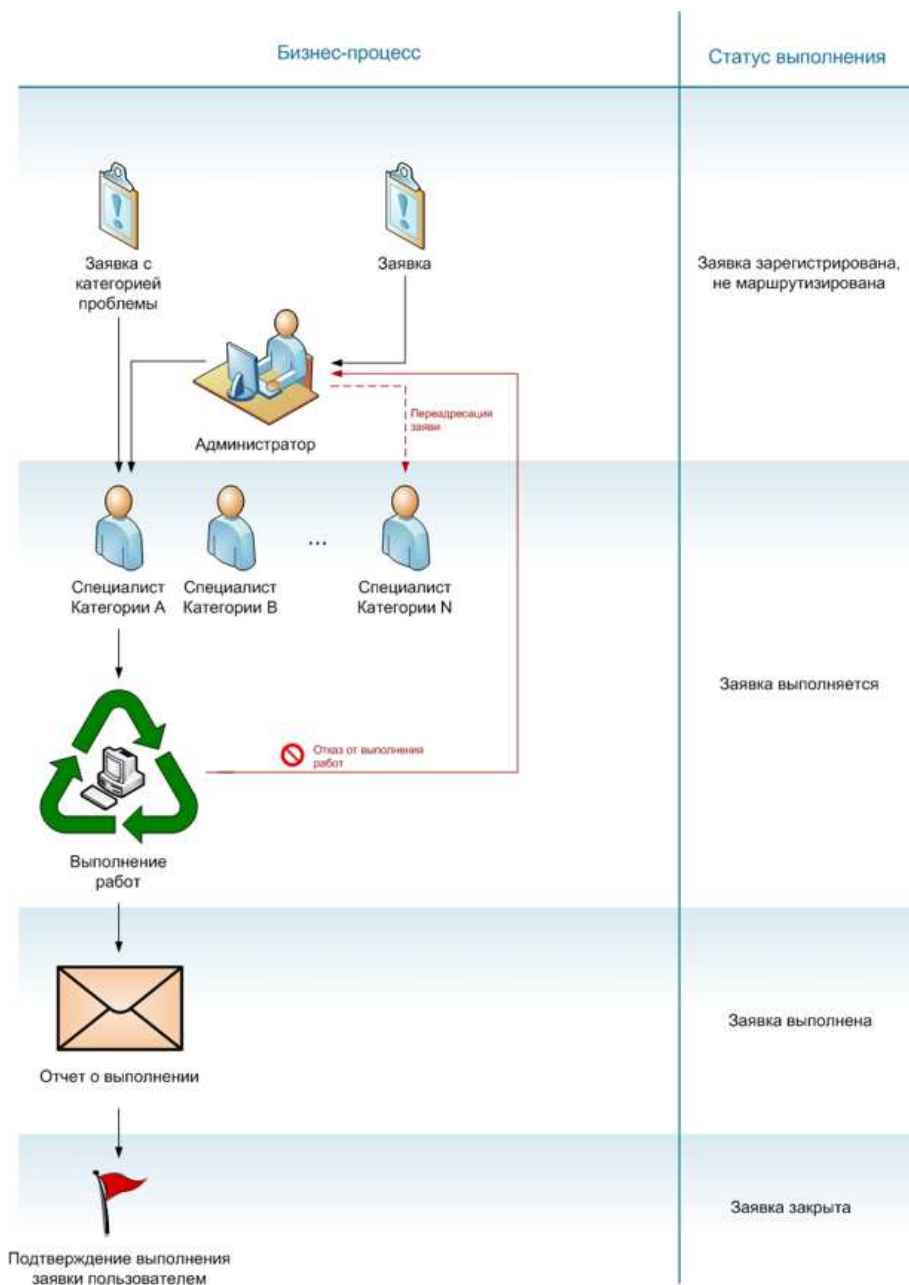 Бизнес-процесс
Статус выполнения
Заявка с
категорией
проблемы
Заявка
Заявка зарегистрирована,
не маршрутизирована
Переадресация
заяви
Администратор
Специалист
Категории A
Специалист
Категории B
...
Специалист
Категории N
Заявка выполняется
Отказ от выполнения
работ
Выполнение
работ
Заявка выполнена
Отчет о выполнении
Заявка закрыта
Подтверждение выполнения
заявки пользователем